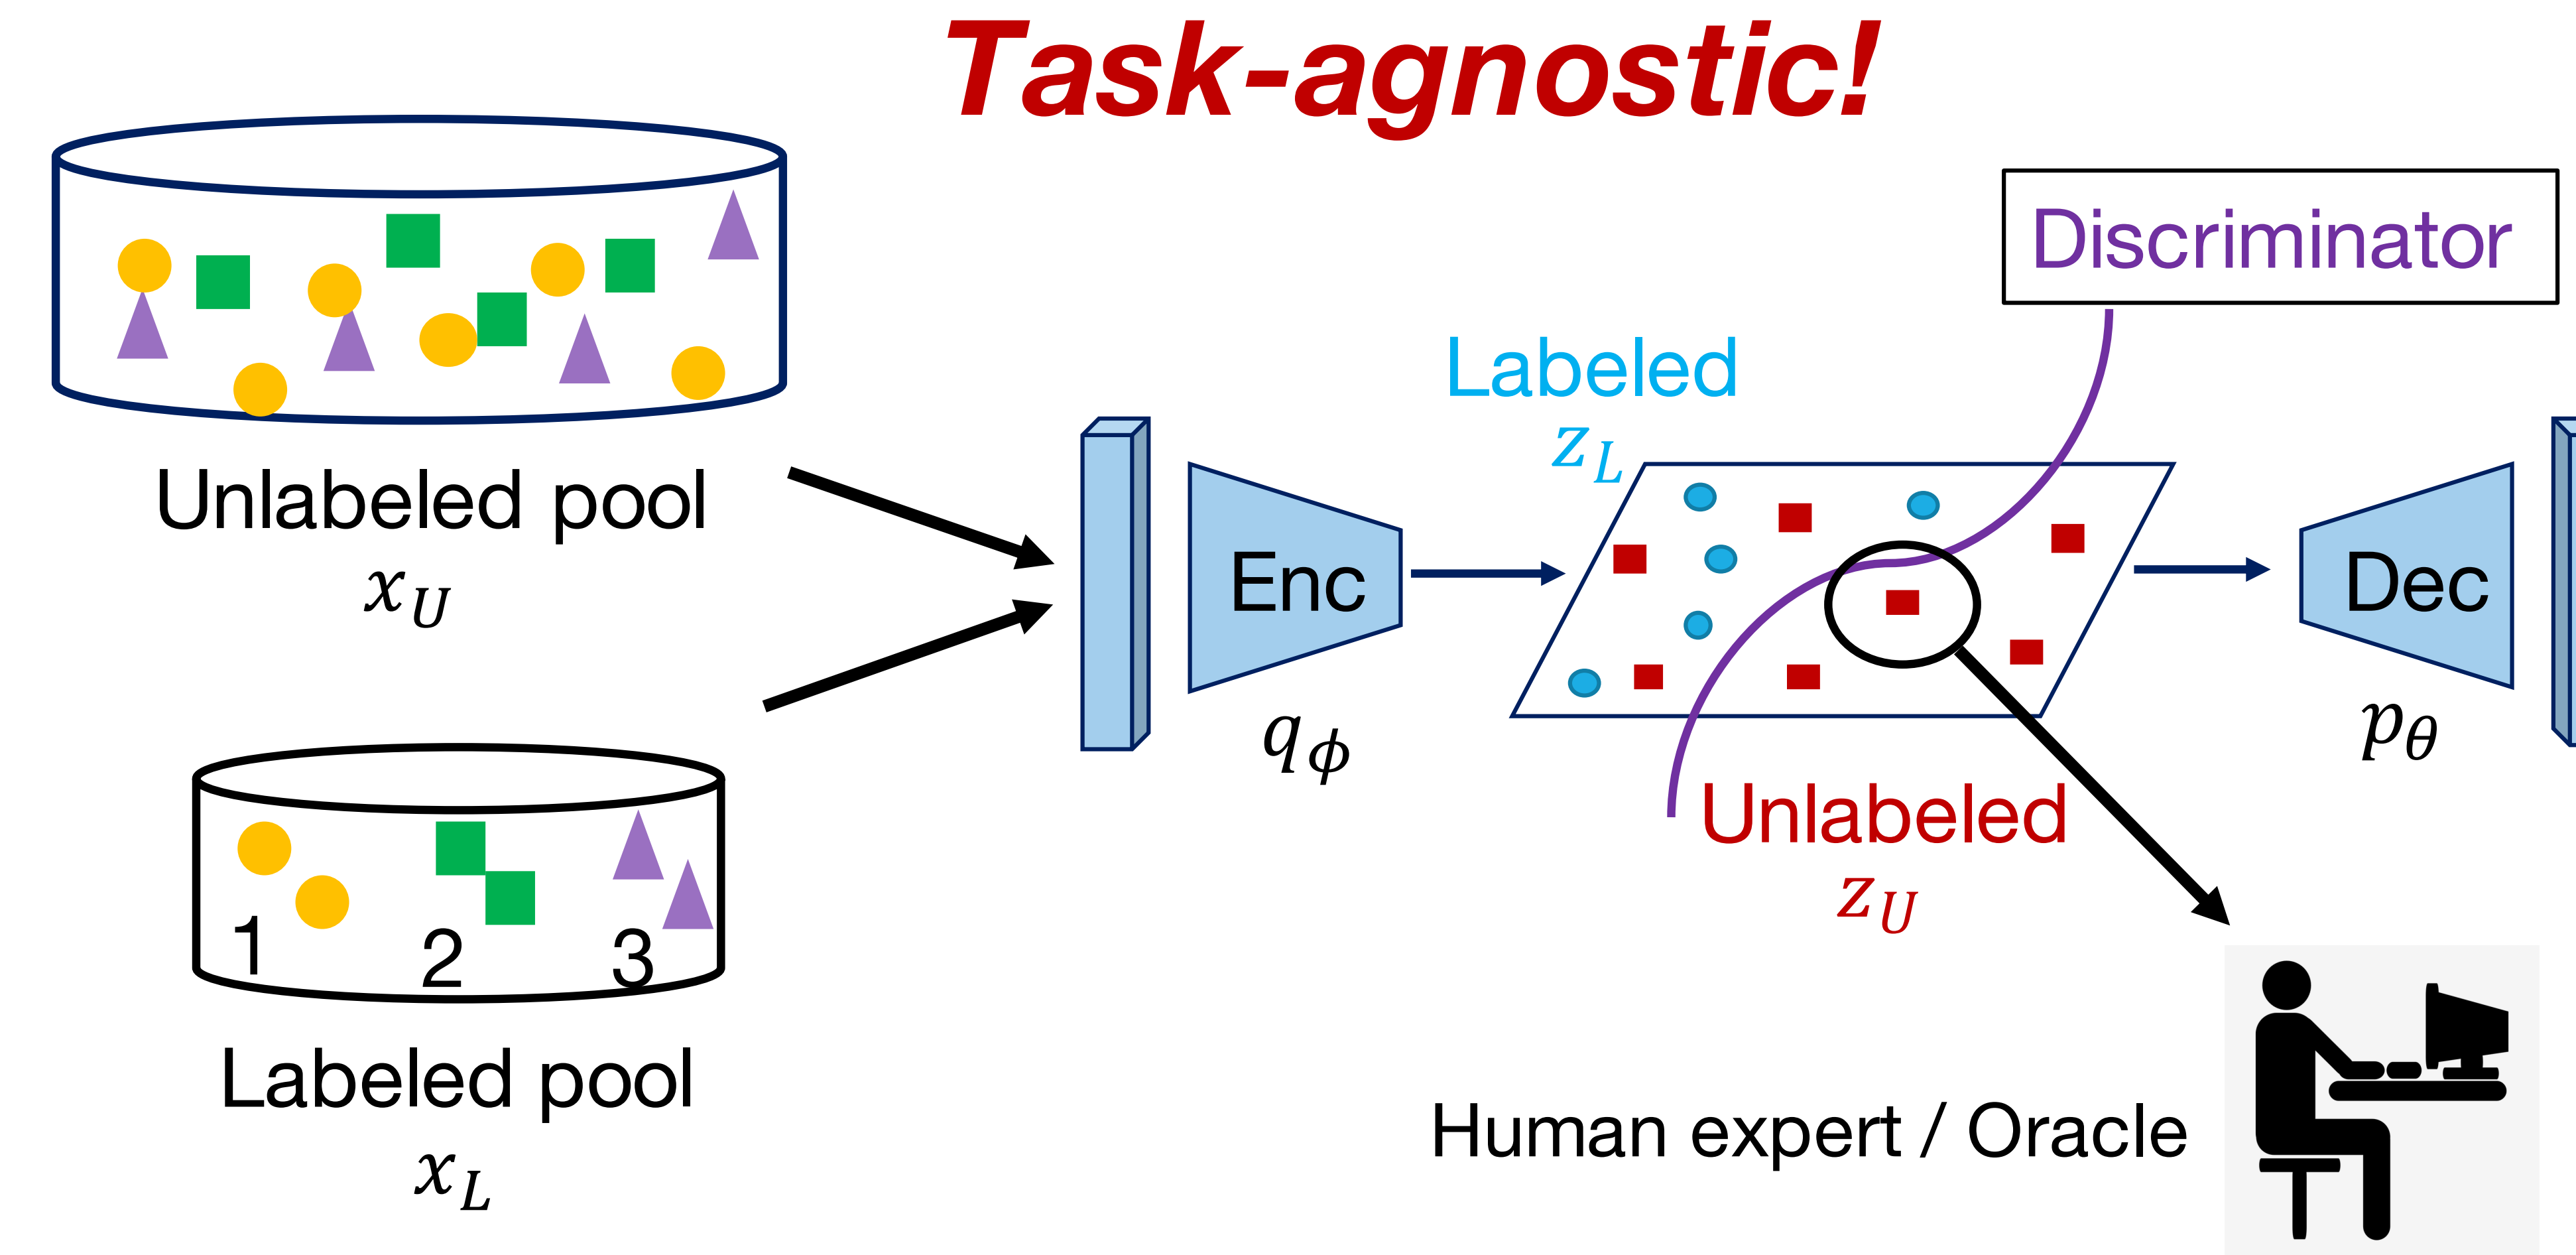 Task-agnostic!
Discriminator
Labeled
z_L
Unlabeled pool
x_U
Enc
q_ϕ
Dec
p_θ
Unlabeled
z_U
1 2 3
Labeled pool
x_L
Human expert / Oracle